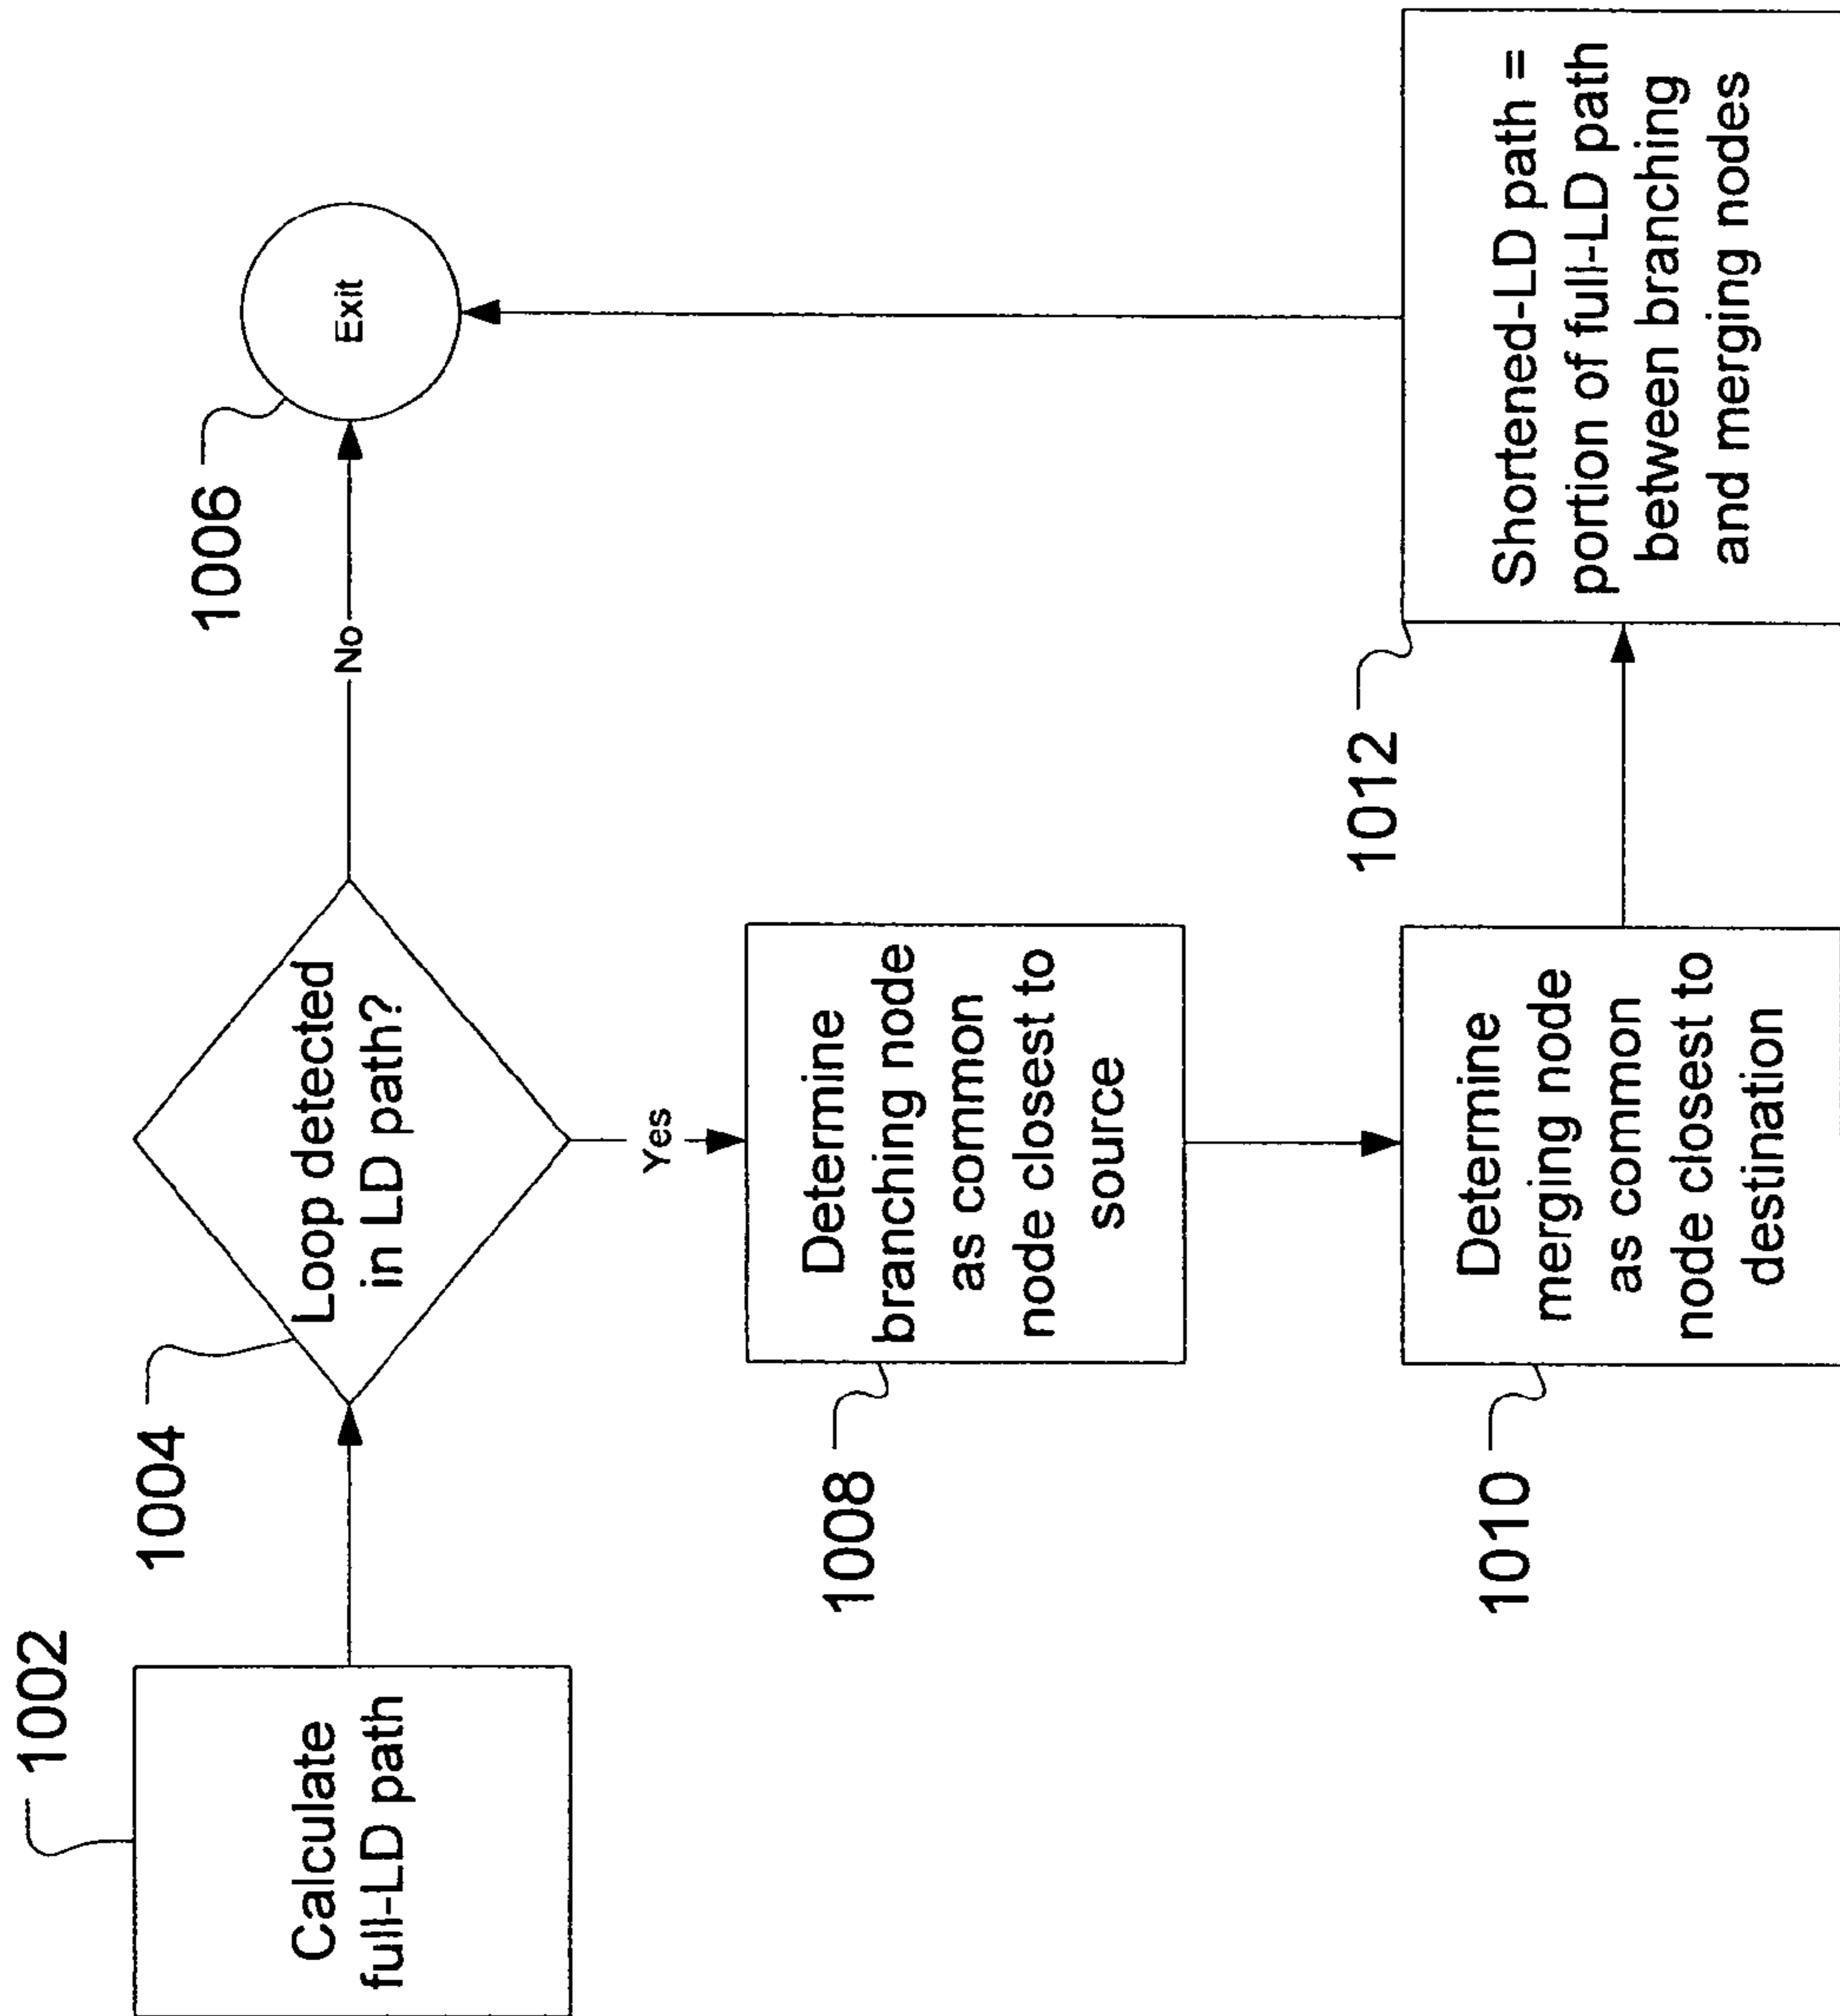 1002
Calculate
full-LD path
1004
Loop detected
in LD path?
No
1006
Exit
Yes
1008
Determine
branching node
as common
node closest to
source
1010
Determine
merging node
as common
node closest to
destination
1012
Shortened-LD path =
portion of full-LD path
between branching
and merging nodes